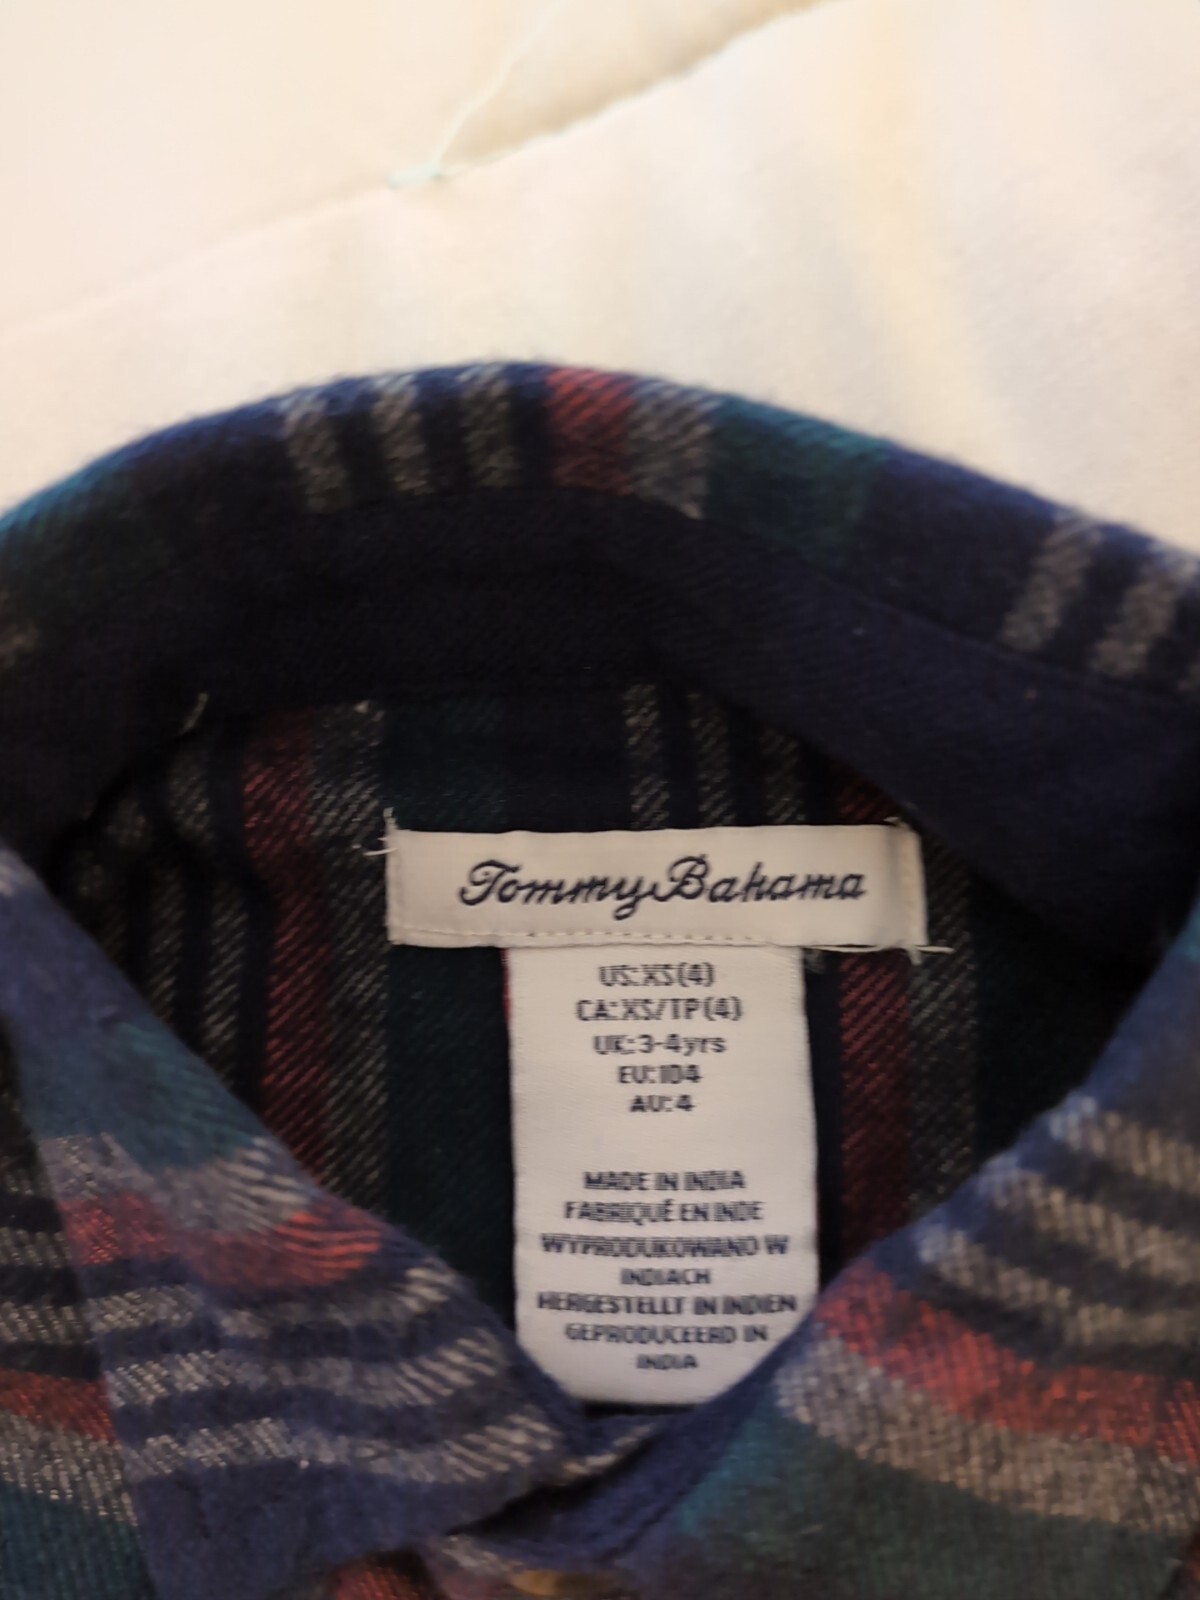 Tommy Bahama
US:XS(4)
CA:XS/TP(4)
UK:3-4yrs
EU:104
AU:4
MADE IN INDIA
FABRIQUÉ EN INDE
WYPRODUKOWANO W
INDIACH
HERGESTELLT IN INDIEN
GEPRODUCEERD IN
INDIA